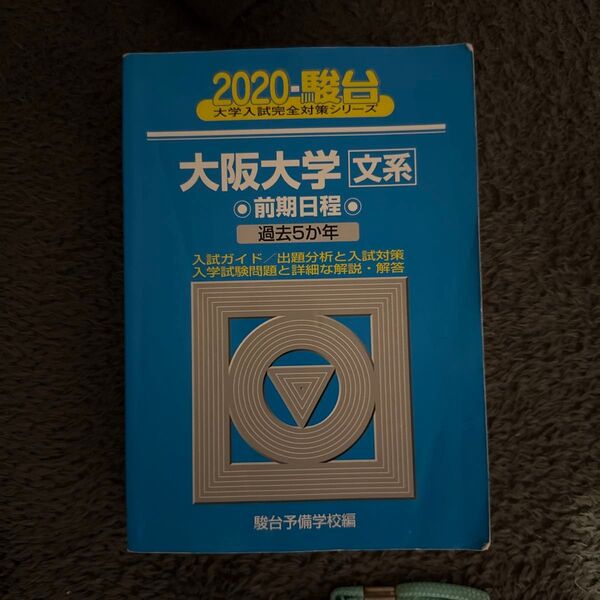 2020-駿台
大学入試完全対策シリーズ
大阪大学 文系
前期日程
過去5か年
入試ガイド/出題分析と入試対策
入学試験問題と詳細な解説・解答
駿台予備学校編